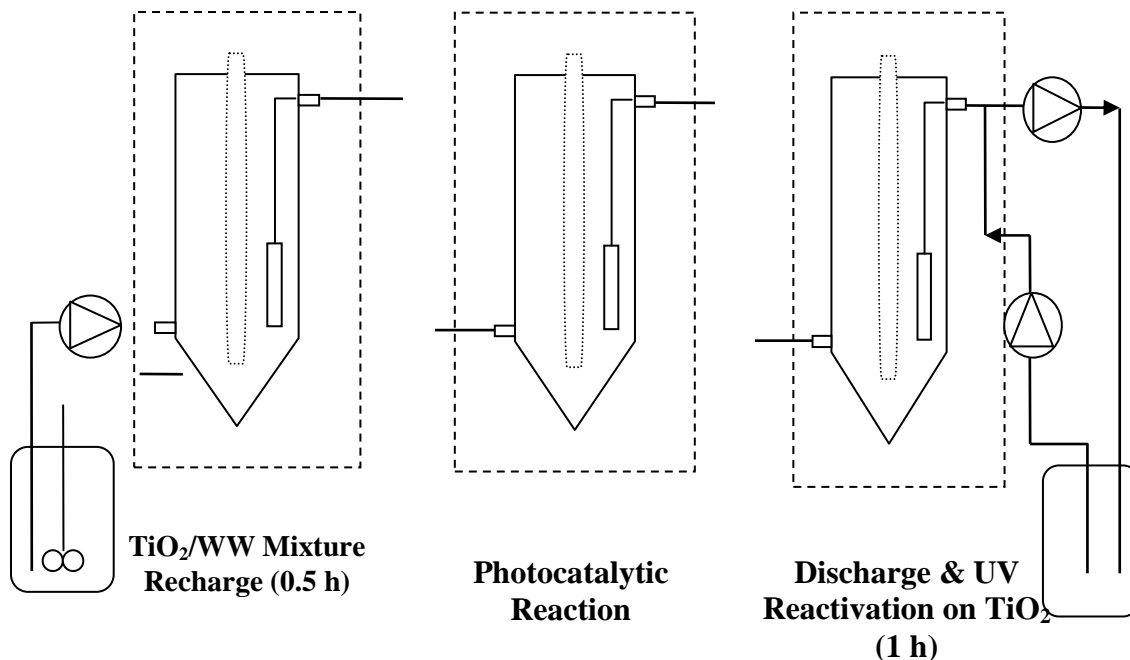 TiO₂/WW Mixture
Recharge (0.5 h)
Photocatalytic
Reaction
Discharge & UV
Reactivation on TiO₂
(1 h)